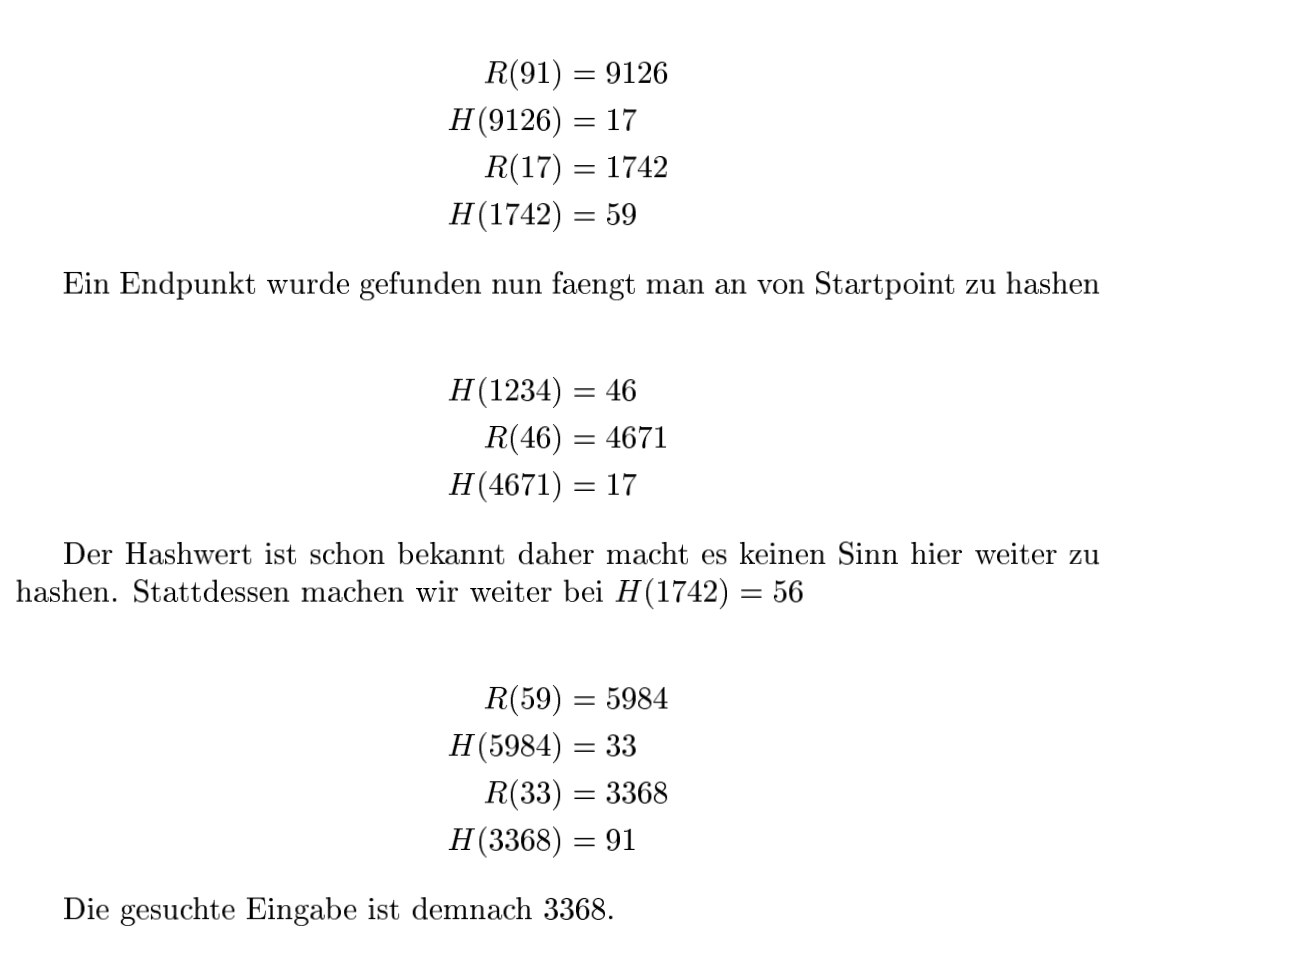 R(91) = 9126
H(9126) = 17
R(17) = 1742
H(1742) = 59
Ein Endpunkt wurde gefunden nun faengt man an von Startpoint zu hashen
H(1234) = 46
R(46) = 4671
H(4671) = 17
Der Hashwert ist schon bekannt daher macht es keinen Sinn hier weiter zu
hashen. Stattdessen machen wir weiter bei H(1742) = 56
R(59) = 5984
H(5984) = 33
R(33) = 3368
H(3368) = 91
Die gesuchte Eingabe ist demnach 3368.